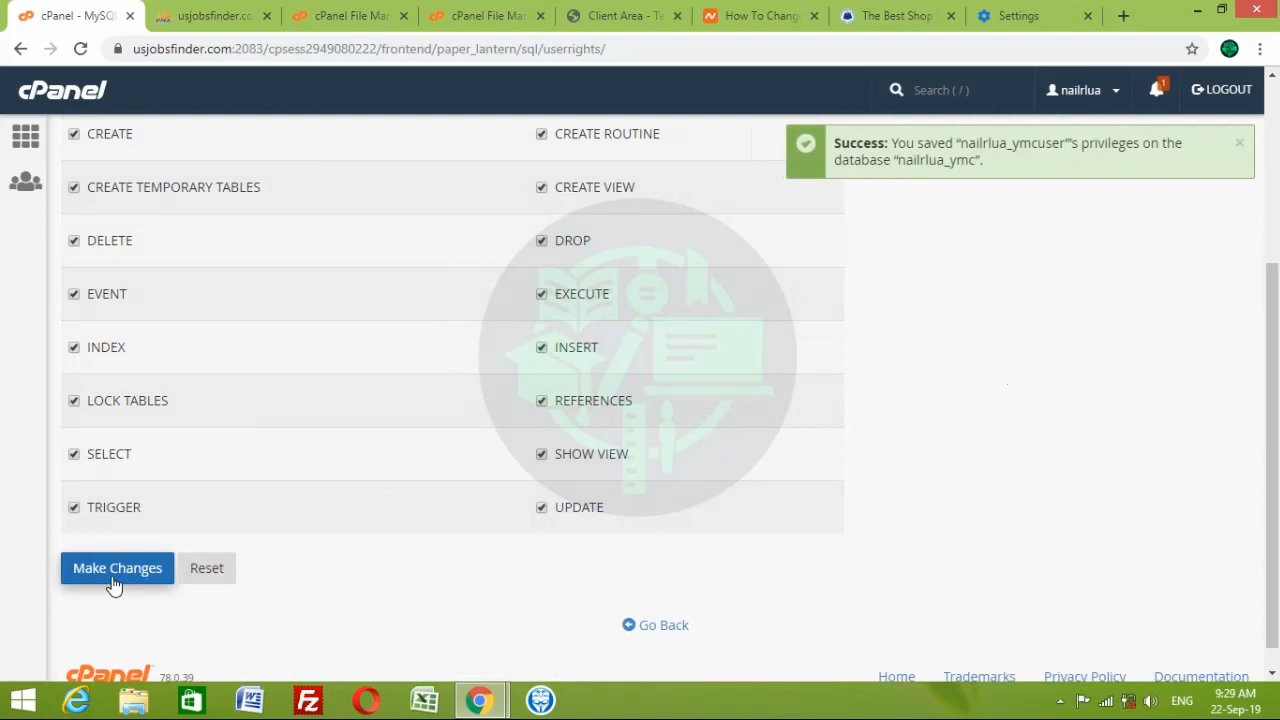 cPanel - MySQ
usjobsfinder.co
cPanel File Mar
cPanel File Mar
Client Area - Te
How To Chang
The Best Shop
Settings
usjobsfinder.com:2083/cpsess2949080222/frontend/paper_lantern/sql/userrights/
cPanel
Search ( / )
nailrlua
1
LOGOUT
CREATE
CREATE ROUTINE
Success: You saved “nailrlua_ymcuser”'s privileges on the
database “nailrlua_ymc”.
CREATE TEMPORARY TABLES
CREATE VIEW
DELETE
DROP
EVENT
EXECUTE
INDEX
INSERT
LOCK TABLES
REFERENCES
SELECT
SHOW VIEW
TRIGGER
UPDATE
Make Changes
Reset
Go Back
cPanel
78.0.39
Home
Trademarks
Privacy Policy
Documentation
ENG
9:29 AM
22-Sep-19